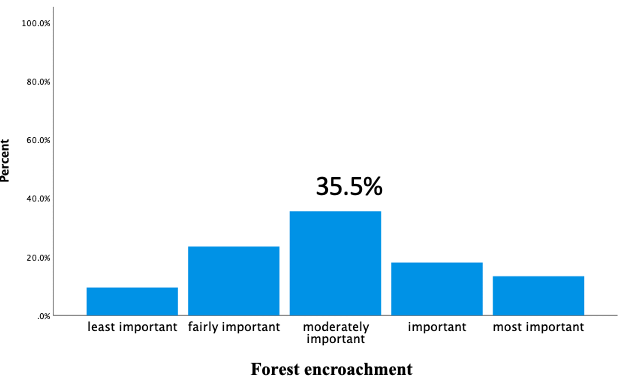 100.0%
80.0%
60.0%
40.0%
20.0%
.0%
Percent
35.5%
least important
fairly important
moderately
important
important
most important
Forest encroachment